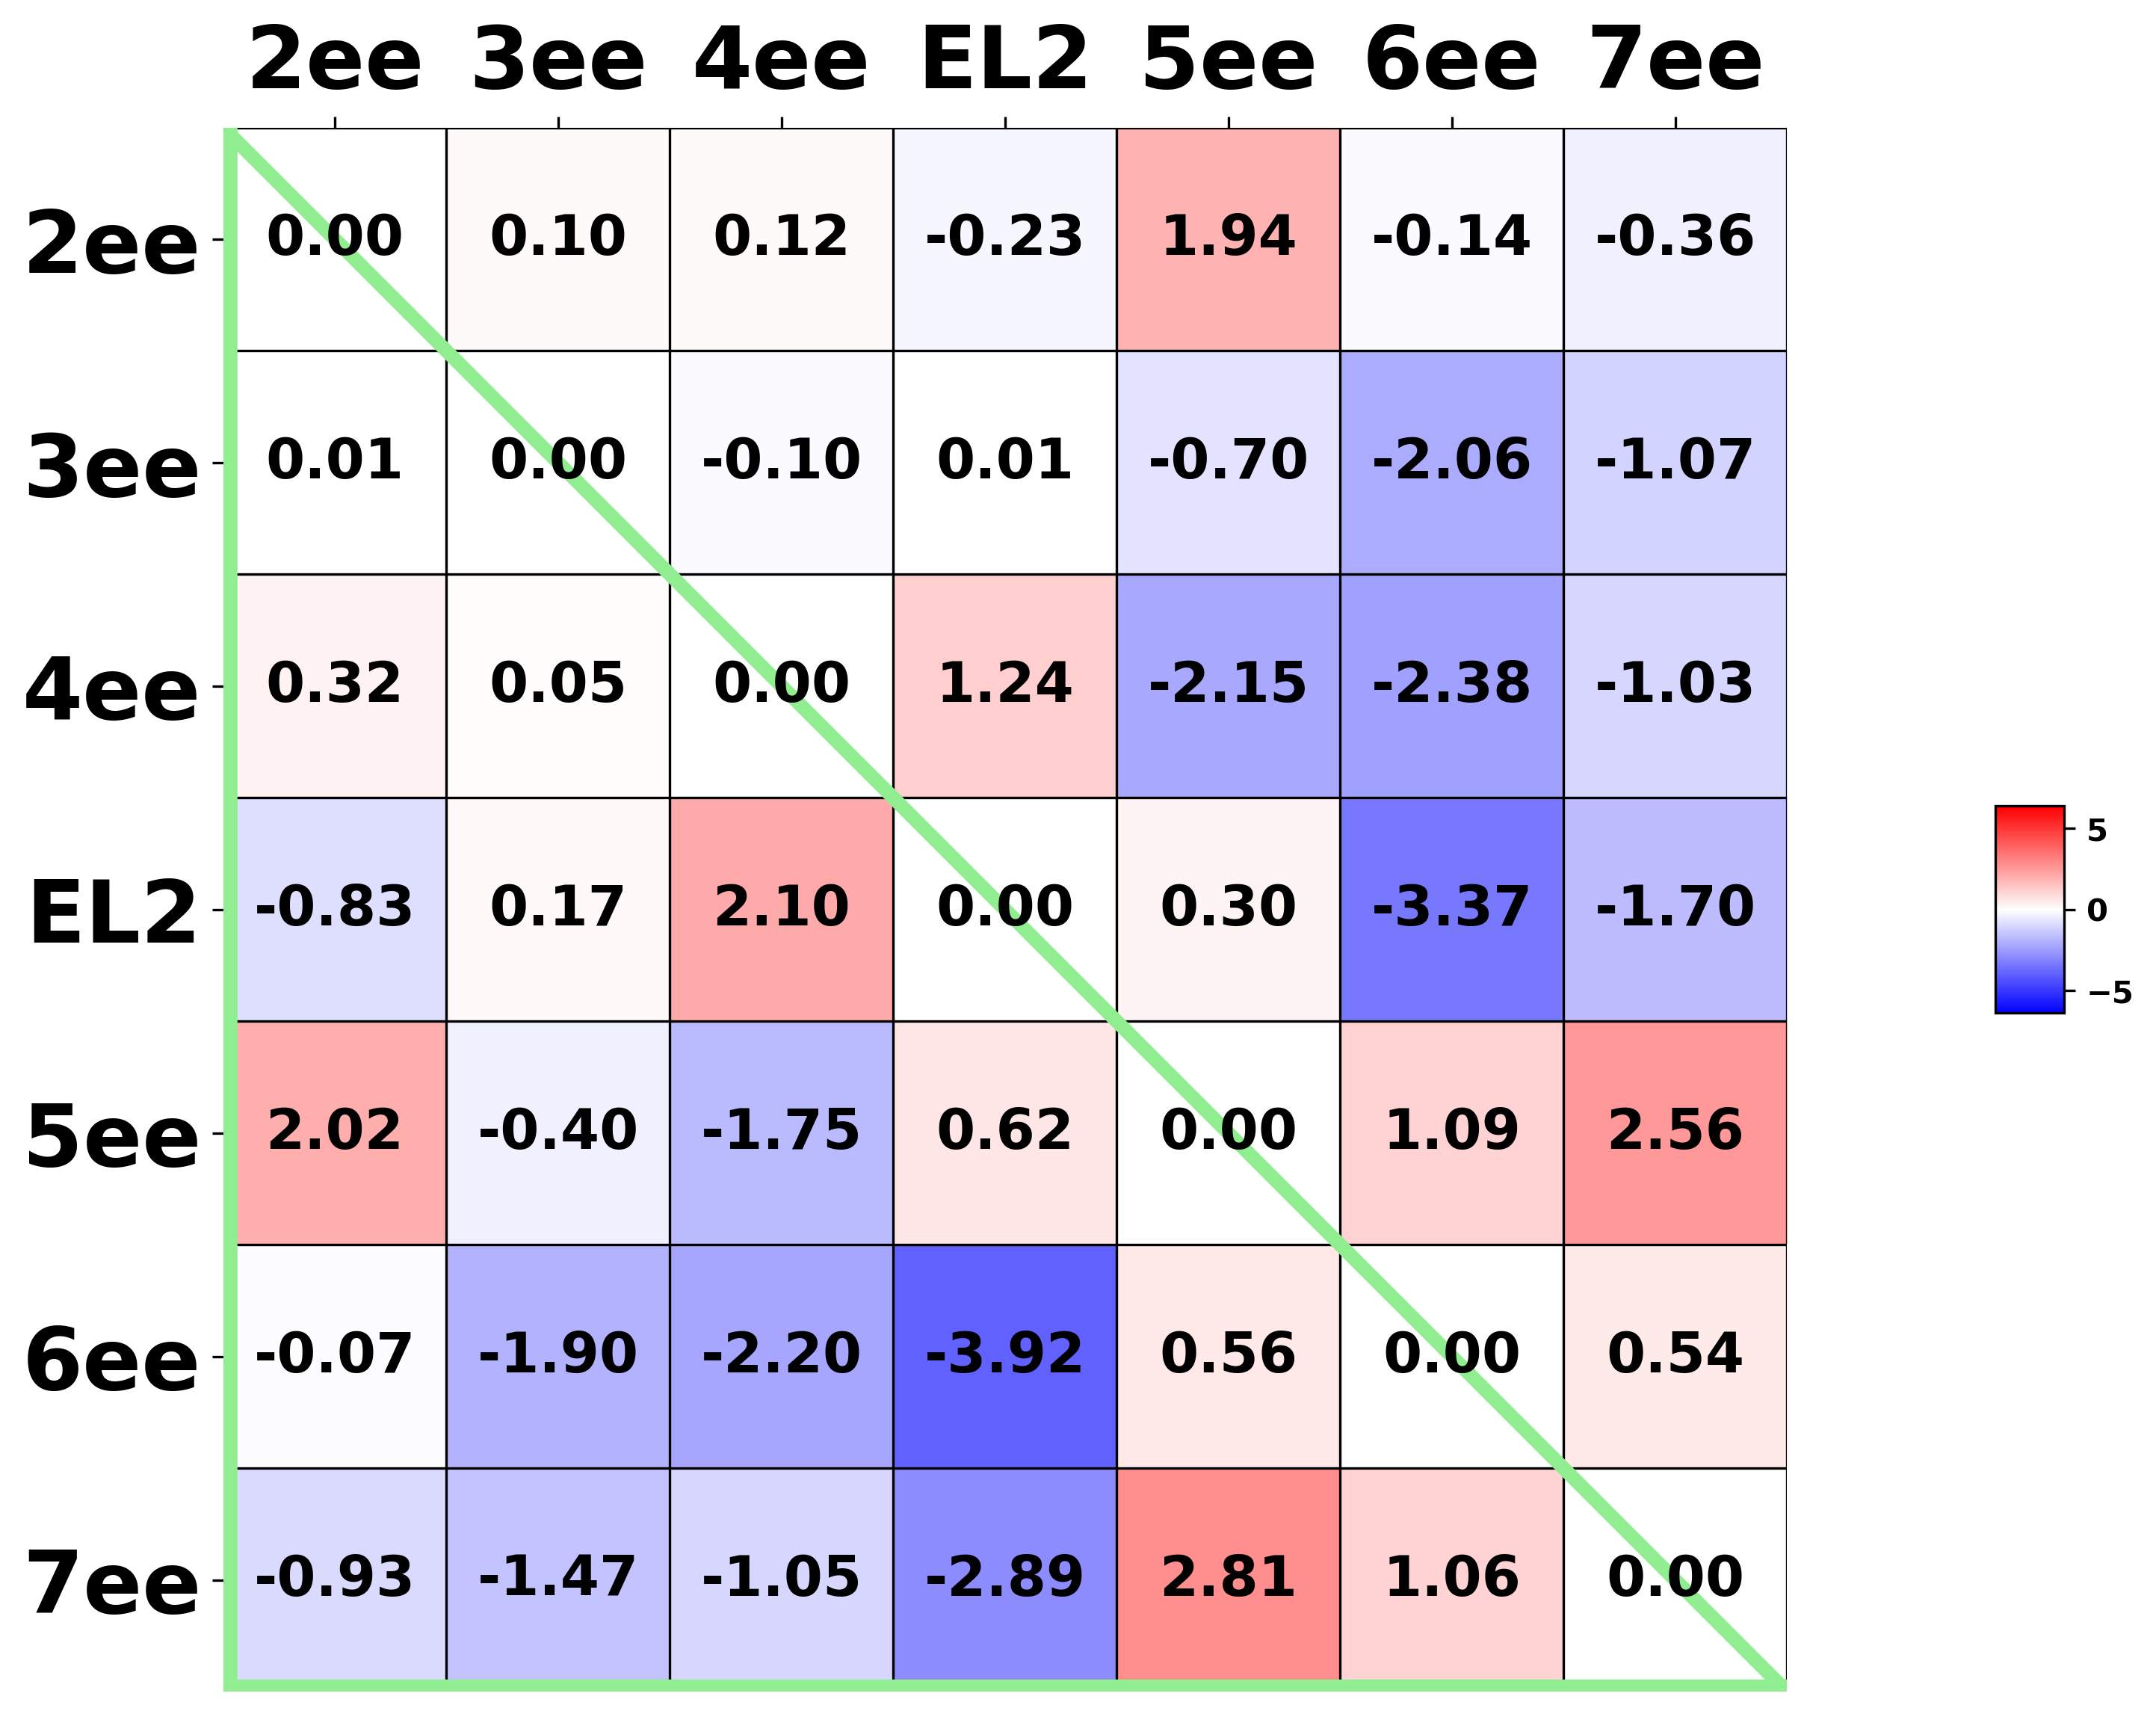 2ee 3ee 4ee EL2 5ee 6ee 7ee
2ee 0.00 0.10 0.12 -0.23 1.94 -0.14 -0.36
3ee 0.01 0.00 -0.10 0.01 -0.70 -2.06 -1.07
4ee 0.32 0.05 0.00 1.24 -2.15 -2.38 -1.03
EL2 -0.83 0.17 2.10 0.00 0.30 -3.37 -1.70
5ee 2.02 -0.40 -1.75 0.62 0.00 1.09 2.56
6ee -0.07 -1.90 -2.20 -3.92 0.56 0.00 0.54
7ee -0.93 -1.47 -1.05 -2.89 2.81 1.06 0.00
5
0
−5